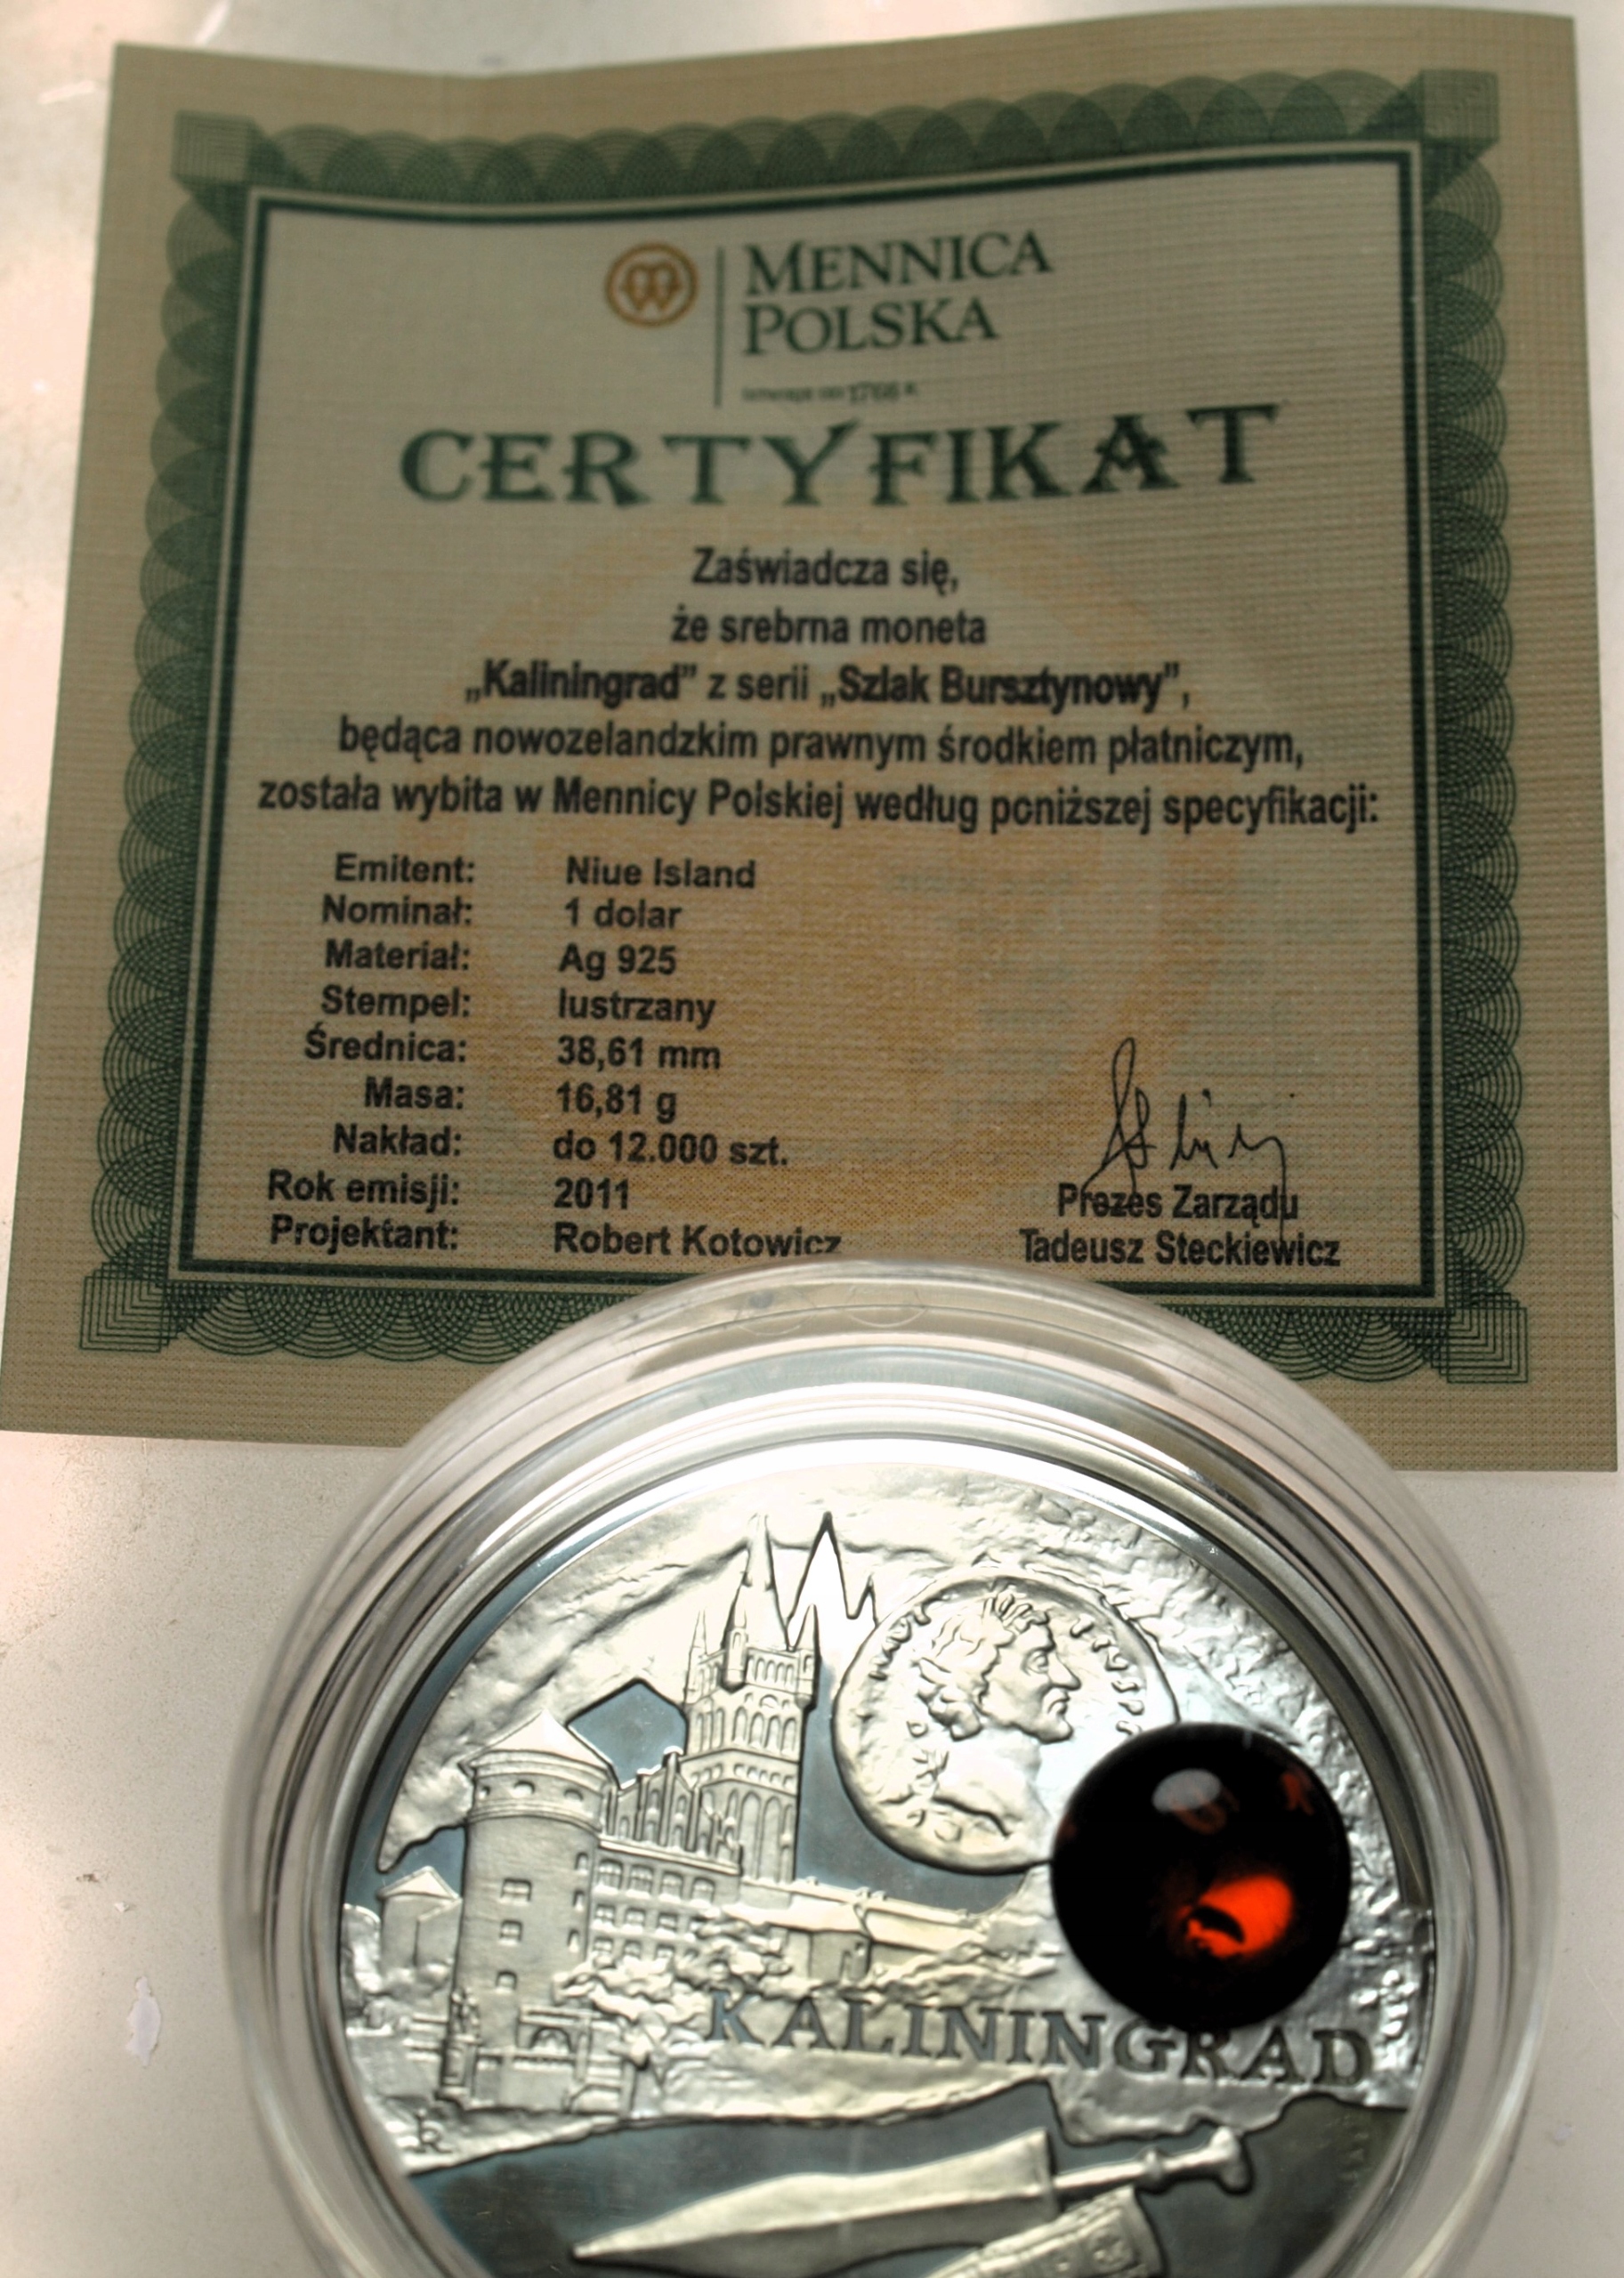 MENNICA
POLSKA
1766 R.
CERTYFIKAT
Zaświadcza się,
że srebrna moneta
„Kaliningrad” z serii „Szlak Bursztynowy”,
będąca nowozelandzkim prawnym środkiem płatniczym,
została wybita w Mennicy Polskiej według poniższej specyfikacji:
Emitent: Niue Island
Nominał: 1 dolar
Materiał: Ag 925
Stempel: lustrzany
Średnica: 38,61 mm
Masa: 16,81 g
Nakład: do 12.000 szt.
Rok emisji: 2011
Projektant: Robert Kotowicz
Prezes Zarządu
Tadeusz Steckiewicz
KALININGRAD